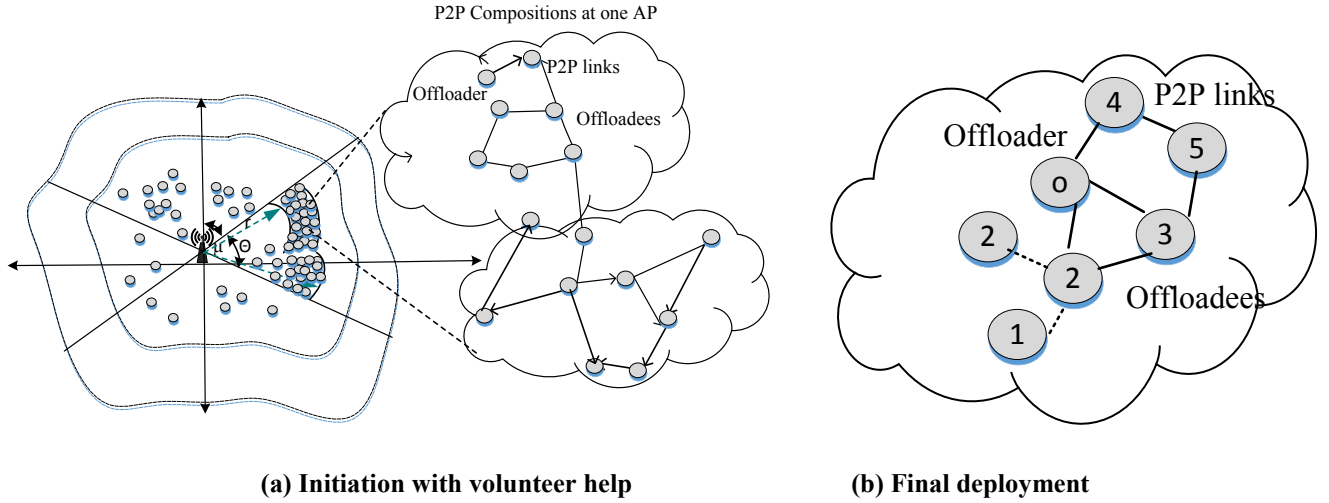 P2P Compositions at one AP
P2P links
Offloader
Offloadees
r
μ
Θ
4
P2P links
Offloader
5
o
2
3
2
Offloadees
1
(a) Initiation with volunteer help
(b) Final deployment